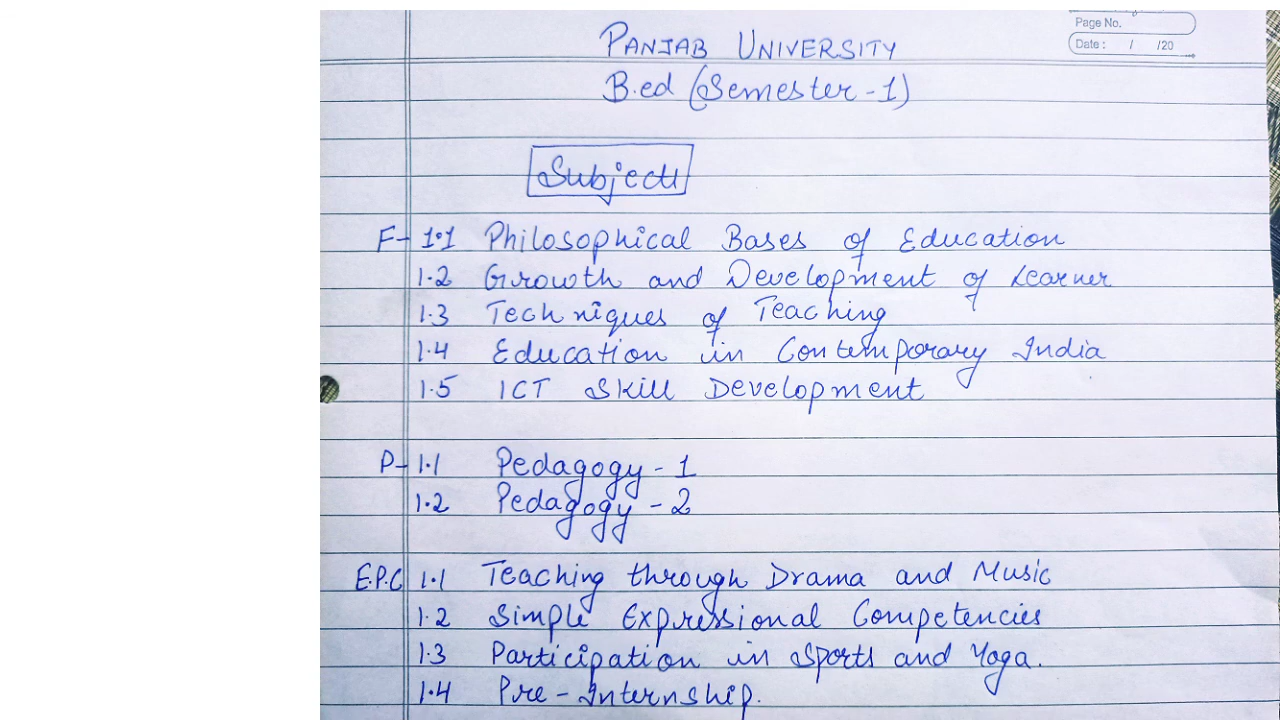 Page No.
Date : / /20
PANJAB UNIVERSITY
B.ed (Semester-1)
Subjects
F- 1.1 Philosophical Bases of Education
1.2 Growth and Development of Learner
1.3 Techniques of Teaching
1.4 Education in Contemporary India
1.5 ICT Skill Development
P- 1.1 Pedagogy - 1
1.2 Pedagogy - 2
E.P.C 1.1 Teaching through Drama and Music
1.2 Simple Expressional Competencies
1.3 Participation in Sports and Yoga.
1.4 Pre-Internship.